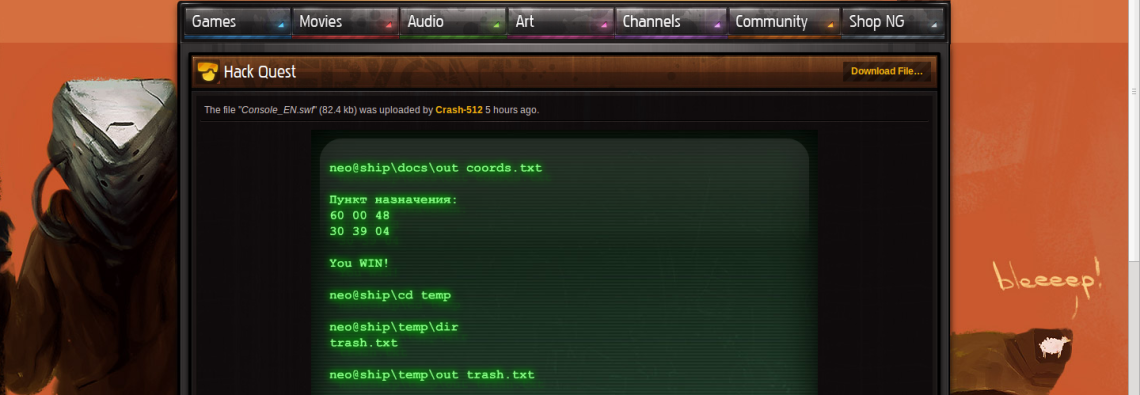 Games Movies Audio Art Channels Community Shop NG
Hack Quest Download File...
The file "Console_EN.swf" (82.4 kb) was uploaded by Crash-512 5 hours ago.
neo@ship\docs\out coords.txt
Пункт назначения:
60 00 48
30 39 04
You WIN!
neo@ship\cd temp
neo@ship\temp\dir
trash.txt
neo@ship\temp\out trash.txt
bleeeep!